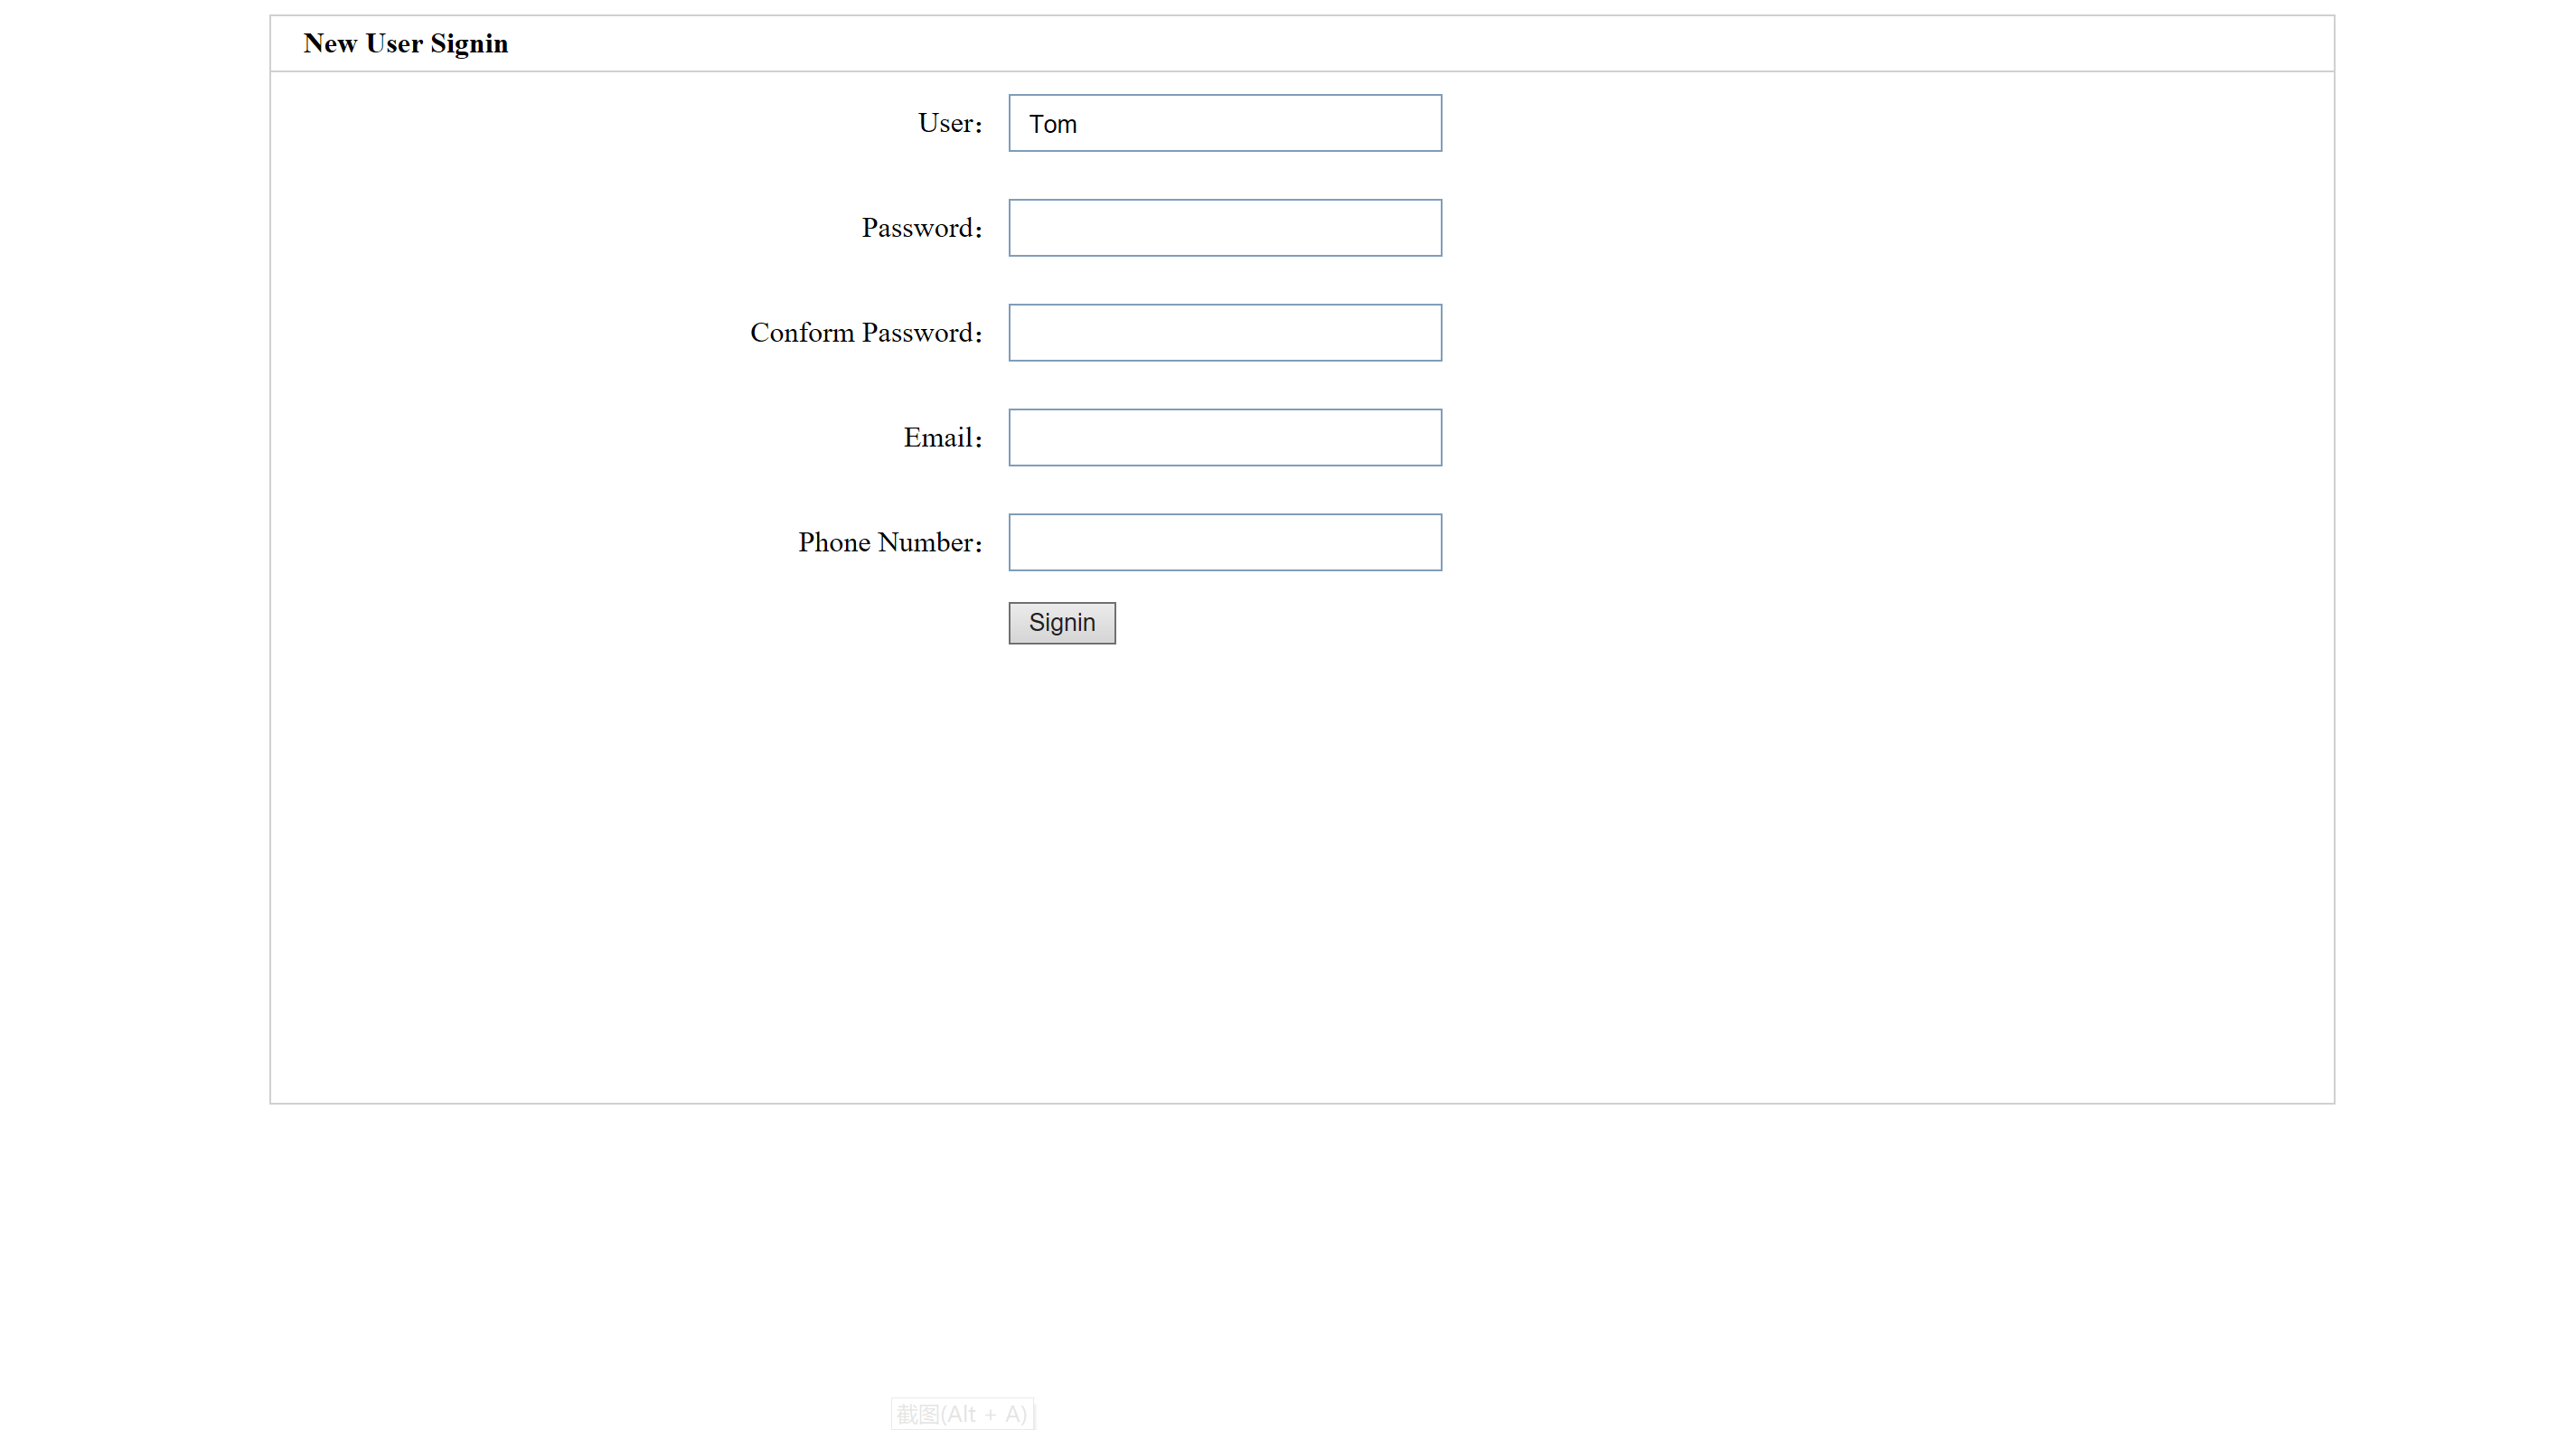 New User Signin
User： Tom
Password：
Conform Password：
Email：
Phone Number：
Signin
截图(Alt + A)